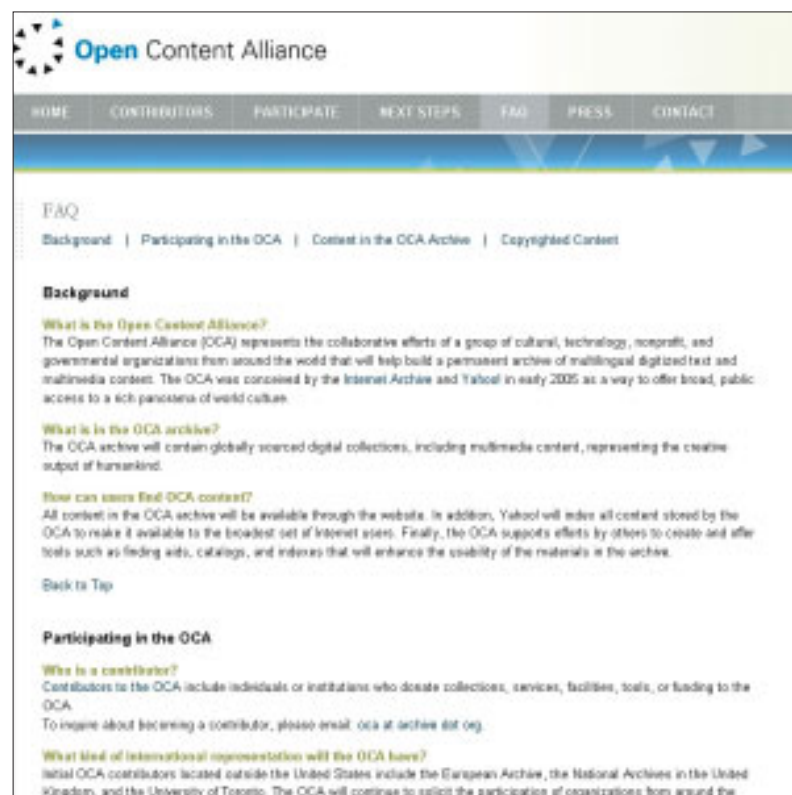 Open Content Alliance
HOME CONTRIBUTORS PARTICIPATE NEXT STEPS FAQ PRESS CONTACT
FAQ
Background | Participating in the OCA | Content in the OCA Archive | Copyrighted Content
Background
What is the Open Content Alliance?
The Open Content Alliance (OCA) represents the collaborative efforts of a group of cultural, technology, nonprofit, and
governmental organizations from around the world that will help build a permanent archive of multilingual digitized text and
multimedia content. The OCA was conceived by the Internet Archive and Yahoo! in early 2005 as a way to offer broad, public
access to a rich panorama of world culture.
What is in the OCA archive?
The OCA archive will contain globally sourced digital collections, including multimedia content, representing the creative
output of humankind.
How can users find OCA content?
All content in the OCA archive will be available through the website. In addition, Yahoo! will index all content stored by the
OCA to make it available to the broadest set of Internet users. Finally, the OCA supports efforts by others to create and offer
tools such as finding aids, catalogs, and indexes that will enhance the usability of the materials in the archive.
Back to Top
Participating in the OCA
Who is a contributor?
Contributors to the OCA include individuals or institutions who donate collections, services, facilities, tools, or funding to the
OCA.
To inquire about becoming a contributor, please email: oca at archive dot org.
What kind of international representation will the OCA have?
Initial OCA contributors located outside the United States include the European Archive, the National Archives in the United
Kingdom, and the University of Toronto. The OCA will continue to solicit the participation of organizations from around the